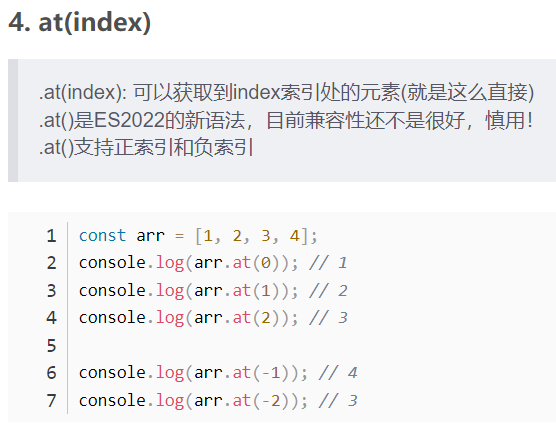 4. at(index)
.at(index): 可以获取到index索引处的元素(就是这么直接)
.at()是ES2022的新语法，目前兼容性还不是很好，慎用！
.at()支持正索引和负索引
1 const arr = [1, 2, 3, 4];
2 console.log(arr.at(0)); // 1
3 console.log(arr.at(1)); // 2
4 console.log(arr.at(2)); // 3
5
6 console.log(arr.at(-1)); // 4
7 console.log(arr.at(-2)); // 3